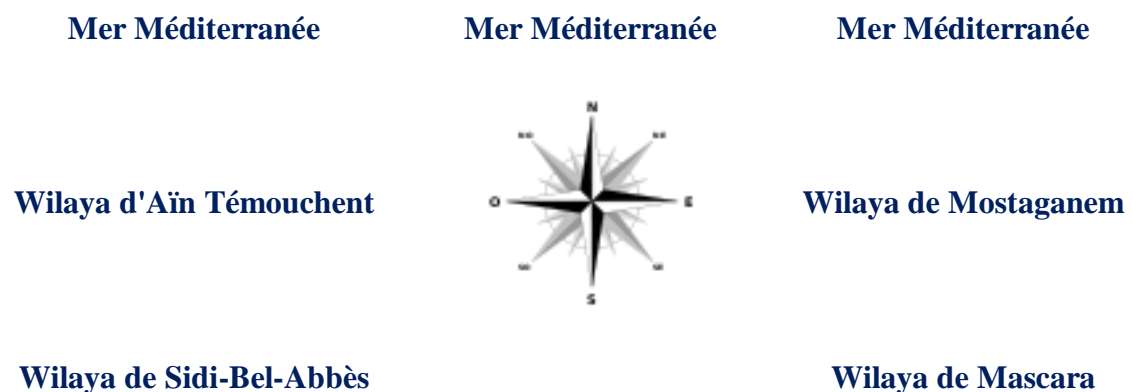 Mer Méditerranée Mer Méditerranée Mer Méditerranée
N
Wilaya d'Aïn Témouchent O E Wilaya de Mostaganem
S
Wilaya de Sidi-Bel-Abbès Wilaya de Mascara